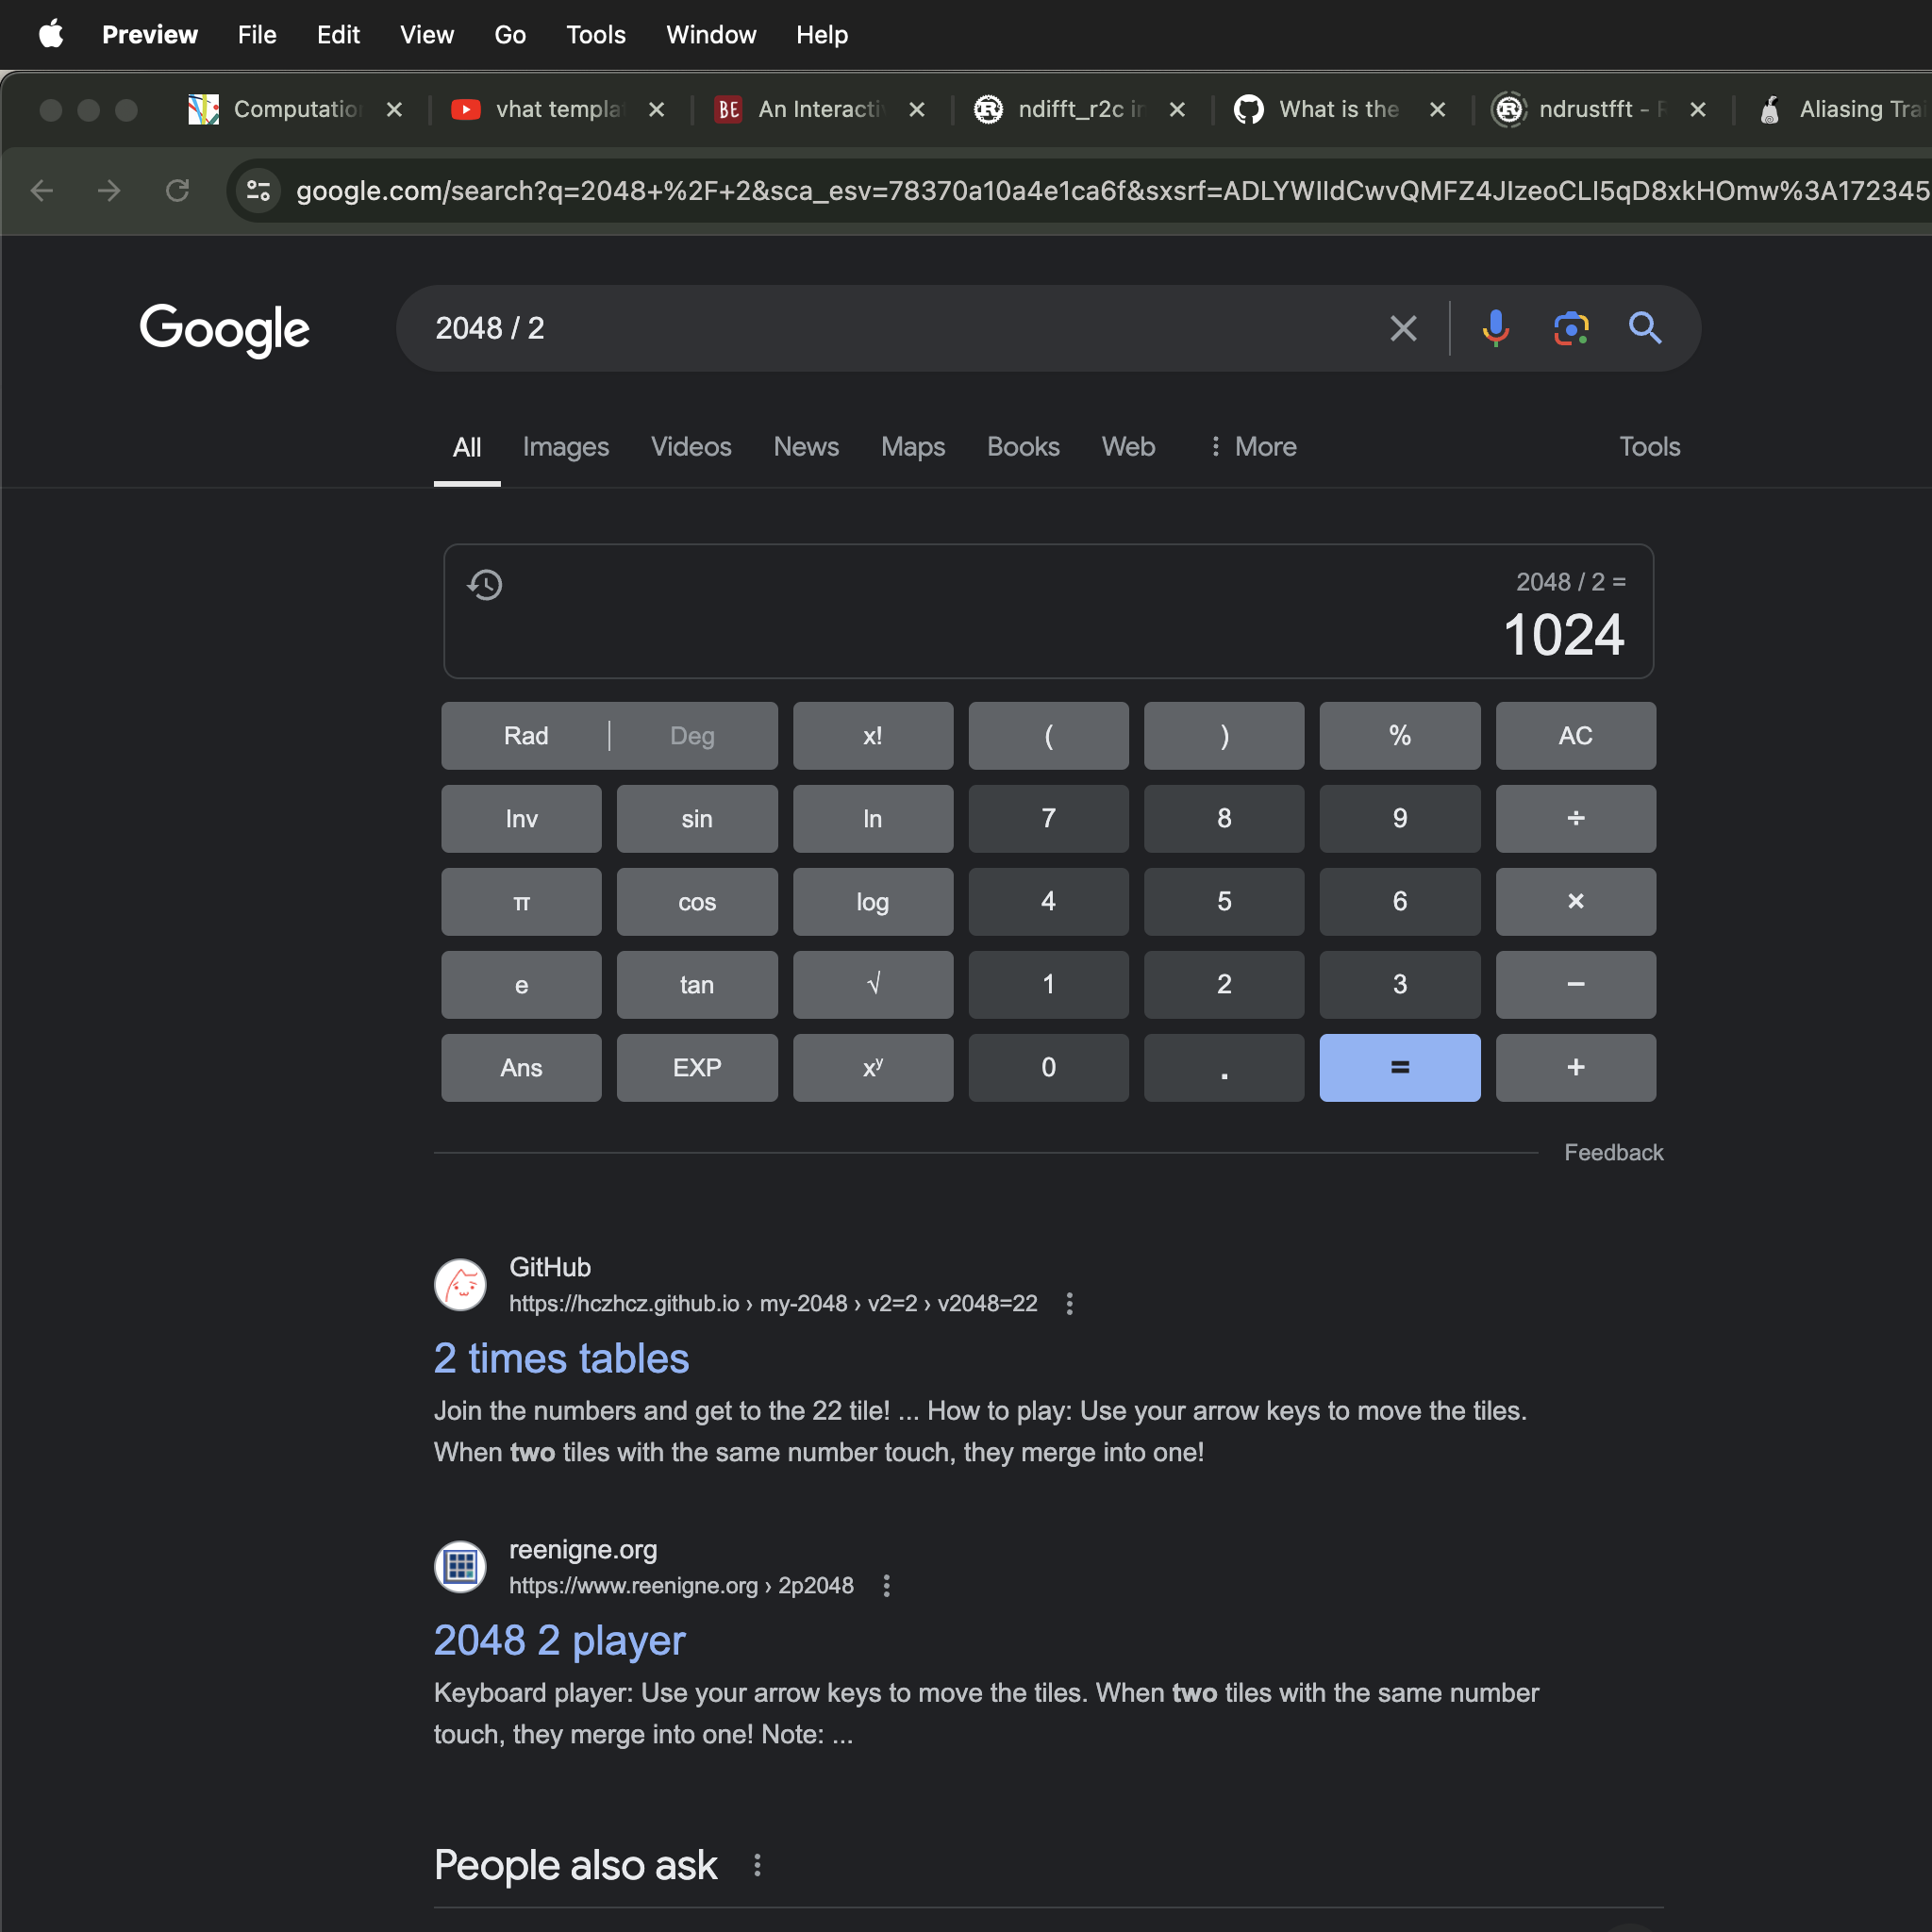 Preview File Edit View Go Tools Window Help
Computation vhat templat BE An Interactiv ndifft_r2c in What is the ndrustfft - R Aliasing Tra
google.com/search?q=2048+%2F+2&sca_esv=78370a10a4e1ca6f&sxsrf=ADLYWIIdCwvQMFZ4JIzeoCLI5qD8xkHOmw%3A172345
Google 2048 / 2
All Images Videos News Maps Books Web More Tools
2048 / 2 =
1024
Rad | Deg x! ( ) % AC
Inv sin ln 7 8 9 ÷
π cos log 4 5 6 ×
e tan √ 1 2 3 −
Ans EXP xʸ 0 . = +
Feedback
GitHub
https://hczhcz.github.io › my-2048 › v2=2 › v2048=22
2 times tables
Join the numbers and get to the 22 tile! ... How to play: Use your arrow keys to move the tiles.
When two tiles with the same number touch, they merge into one!
reenigne.org
https://www.reenigne.org › 2p2048
2048 2 player
Keyboard player: Use your arrow keys to move the tiles. When two tiles with the same number
touch, they merge into one! Note: ...
People also ask